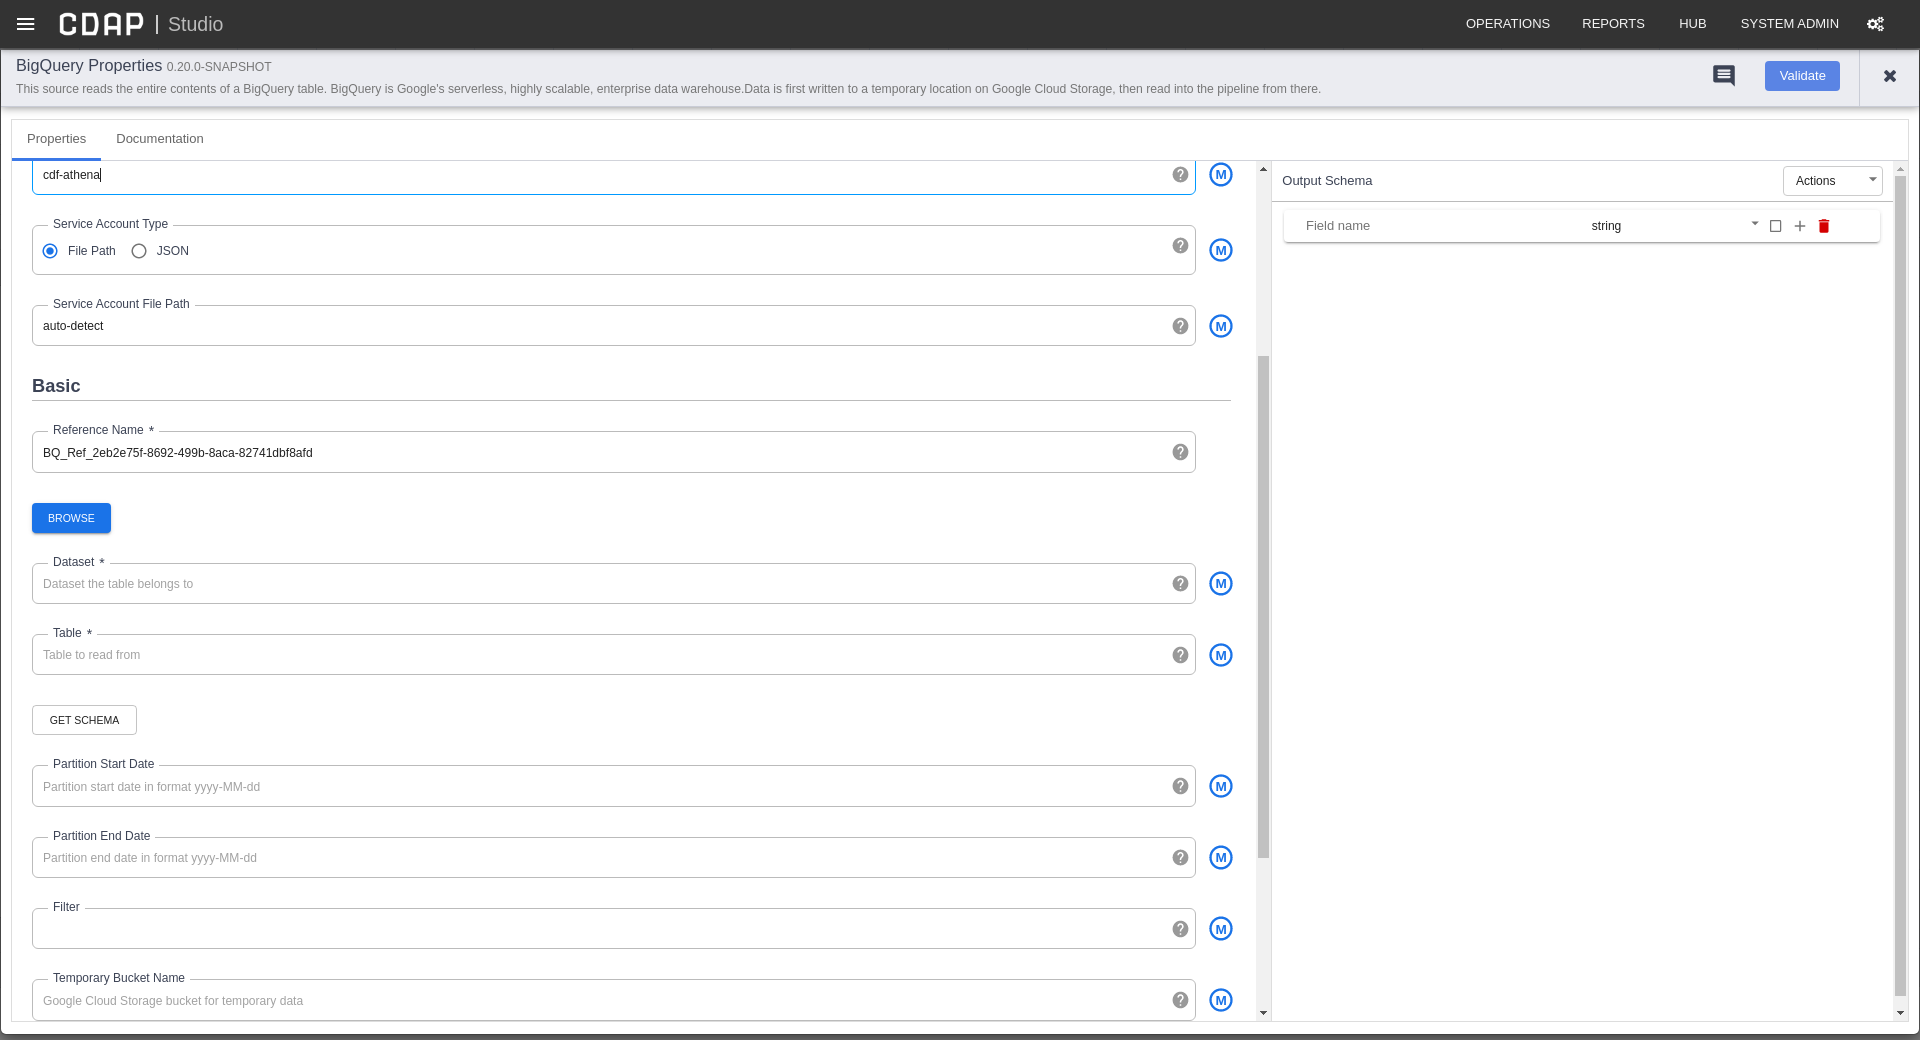 CDAP | Studio
OPERATIONS REPORTS HUB SYSTEM ADMIN
BigQuery Properties 0.20.0-SNAPSHOT
This source reads the entire contents of a BigQuery table. BigQuery is Google's serverless, highly scalable, enterprise data warehouse.Data is first written to a temporary location on Google Cloud Storage, then read into the pipeline from there.
Validate
Properties Documentation
cdf-athena
M
Service Account Type
File Path JSON
M
Service Account File Path
auto-detect
M
Basic
Reference Name *
BQ_Ref_2eb2e75f-8692-499b-8aca-82741dbf8afd
BROWSE
Dataset *
Dataset the table belongs to
M
Table *
Table to read from
M
GET SCHEMA
Partition Start Date
Partition start date in format yyyy-MM-dd
M
Partition End Date
Partition end date in format yyyy-MM-dd
M
Filter
M
Temporary Bucket Name
Google Cloud Storage bucket for temporary data
M
Output Schema
Actions
Field name string